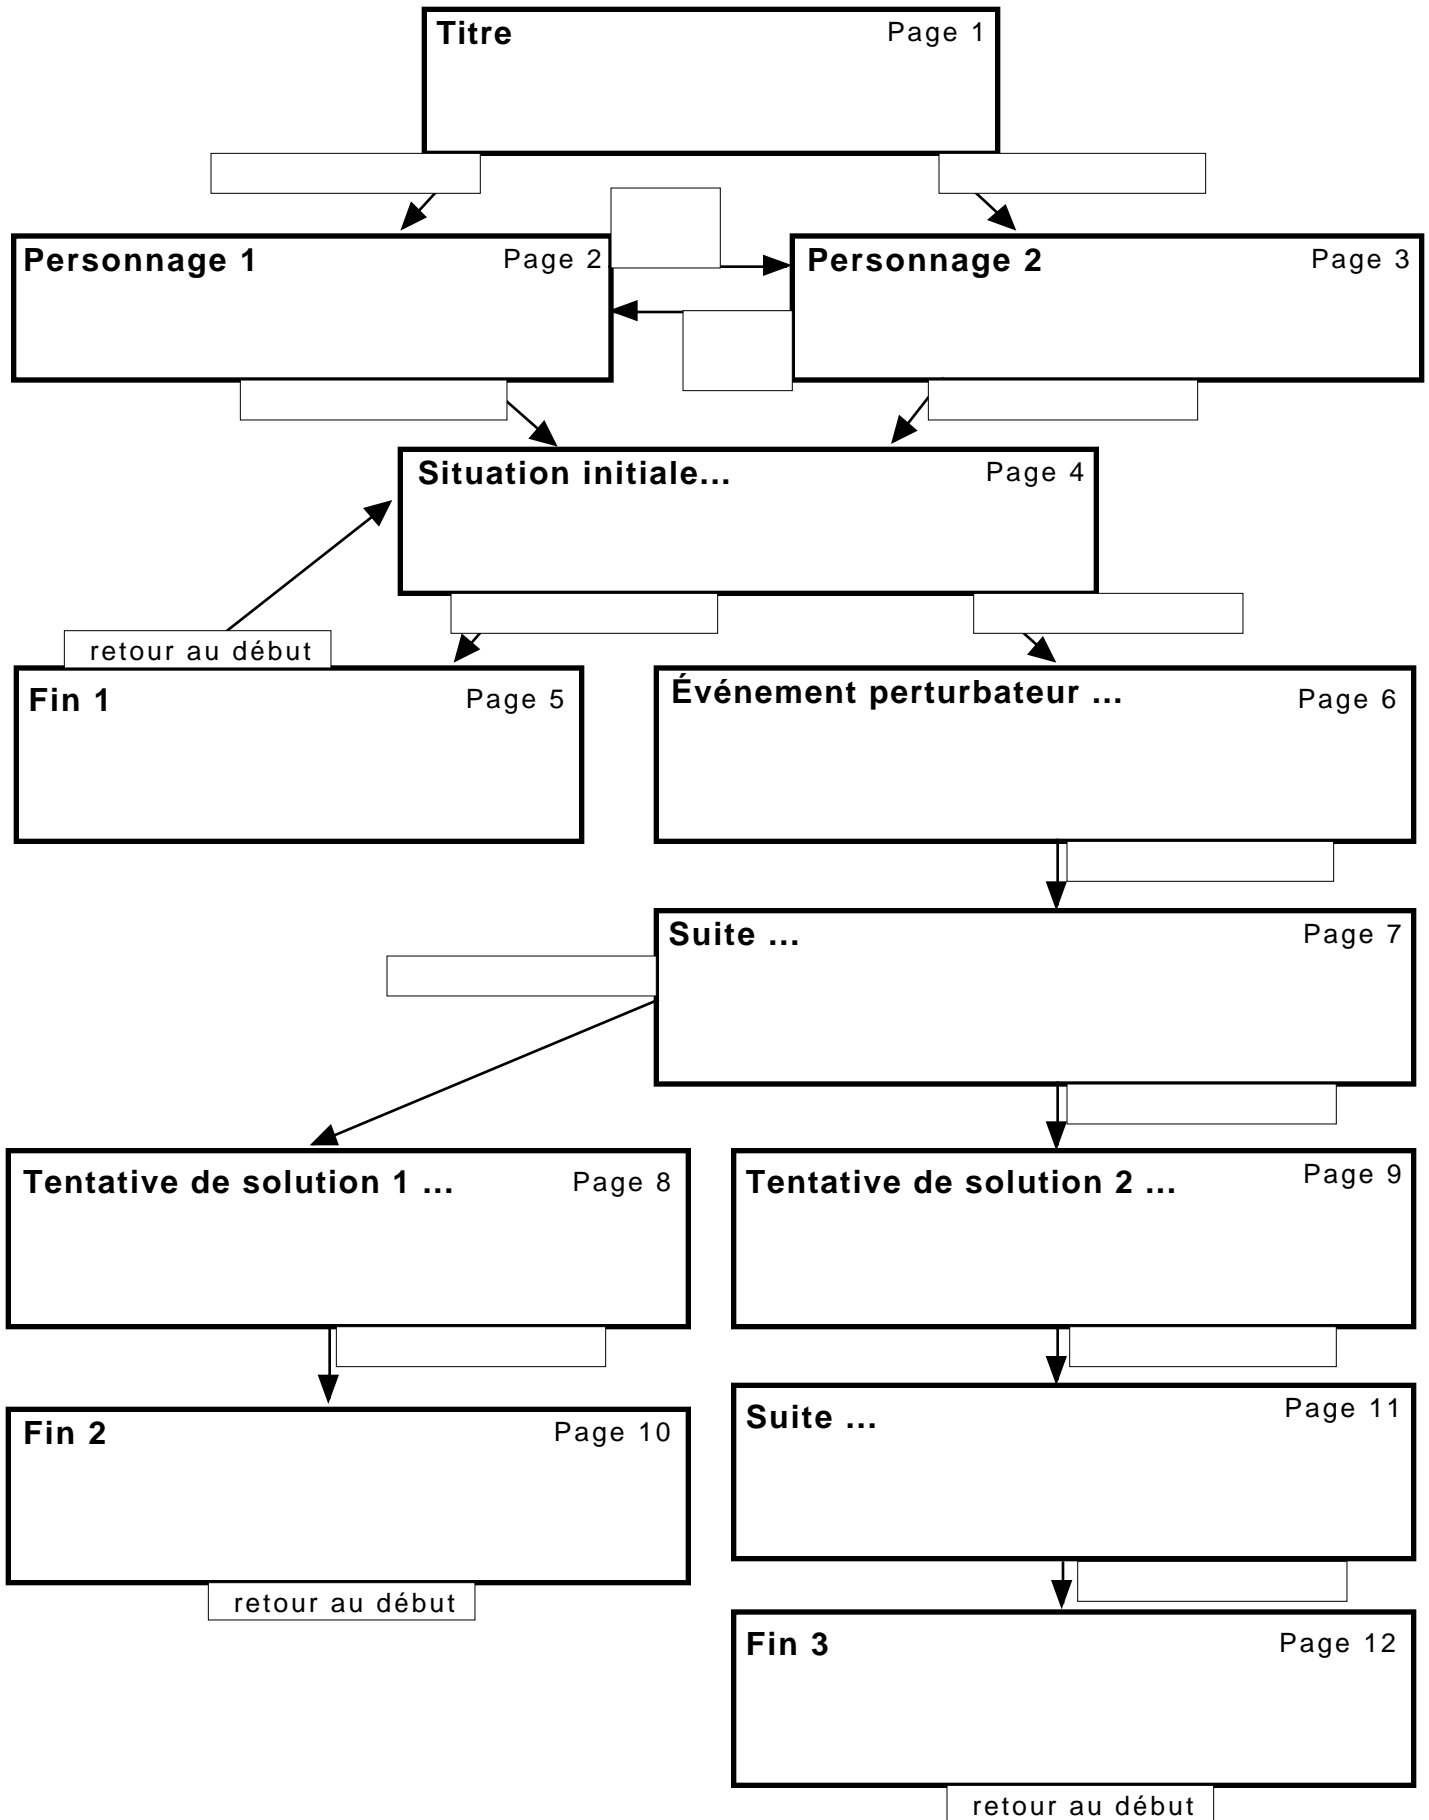 Titre Page 1
Personnage 1 Page 2
Personnage 2 Page 3
Situation initiale... Page 4
retour au début
Fin 1 Page 5
Événement perturbateur ... Page 6
Suite ... Page 7
Tentative de solution 1 ... Page 8
Tentative de solution 2 ... Page 9
Fin 2 Page 10
retour au début
Suite ... Page 11
Fin 3 Page 12
retour au début